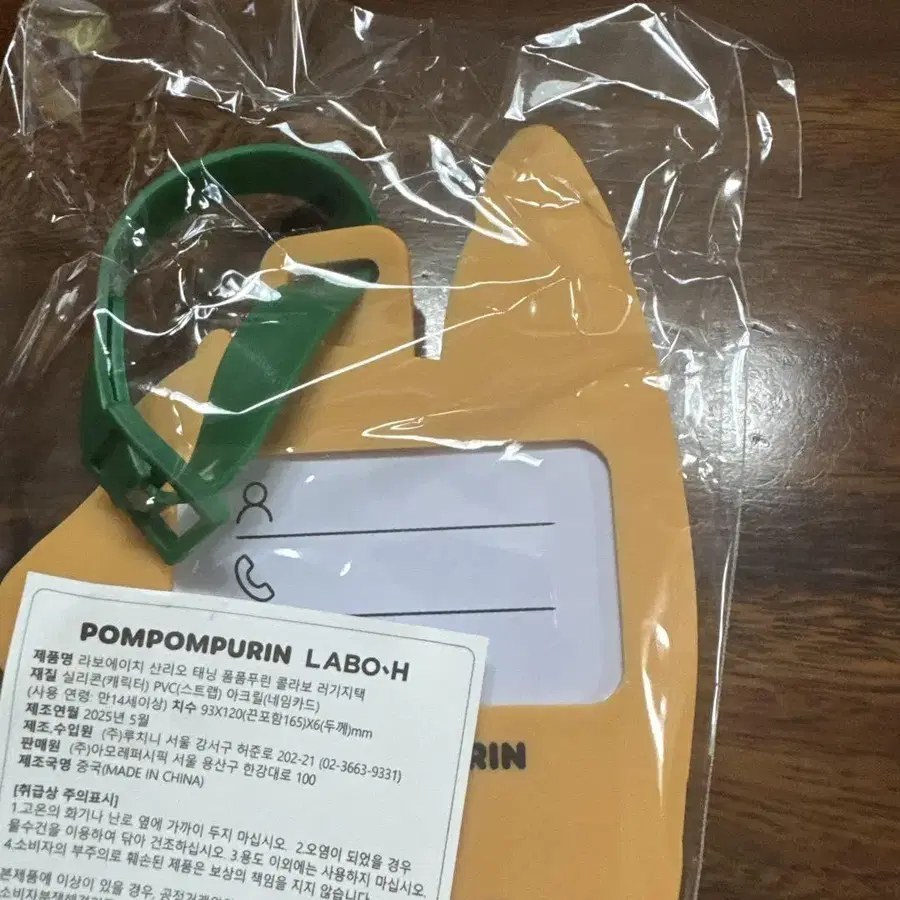 POMPOMPURIN LABO-H
제품명 라보에이치 산리오 태닝 폼폼푸린 콜라보 러기지택
재질 실리콘(캐릭터) PVC(스트랩) 아크릴(네임카드)
(사용 연령: 만14세이상) 치수 93X120(끈포함165)X6(두께)mm
제조연월 2025년 5월
제조,수입원 (주)루치니 서울 강서구 허준로 202-21 (02-3663-9331)
판매원 (주)아모레퍼시픽 서울 용산구 한강대로 100
제조국명 중국(MADE IN CHINA)
[취급상 주의표시]
1.고온의 화기나 난로 옆에 가까이 두지 마십시오. 2.오염이 되었을 경우
물수건을 이용하여 닦아 건조하십시오. 3.용도 이외에는 사용하지 마십시오.
4.소비자의 부주의로 훼손된 제품은 보상의 책임을 지지 않습니다.
본제품에 이상이 있을 경우,
RIN